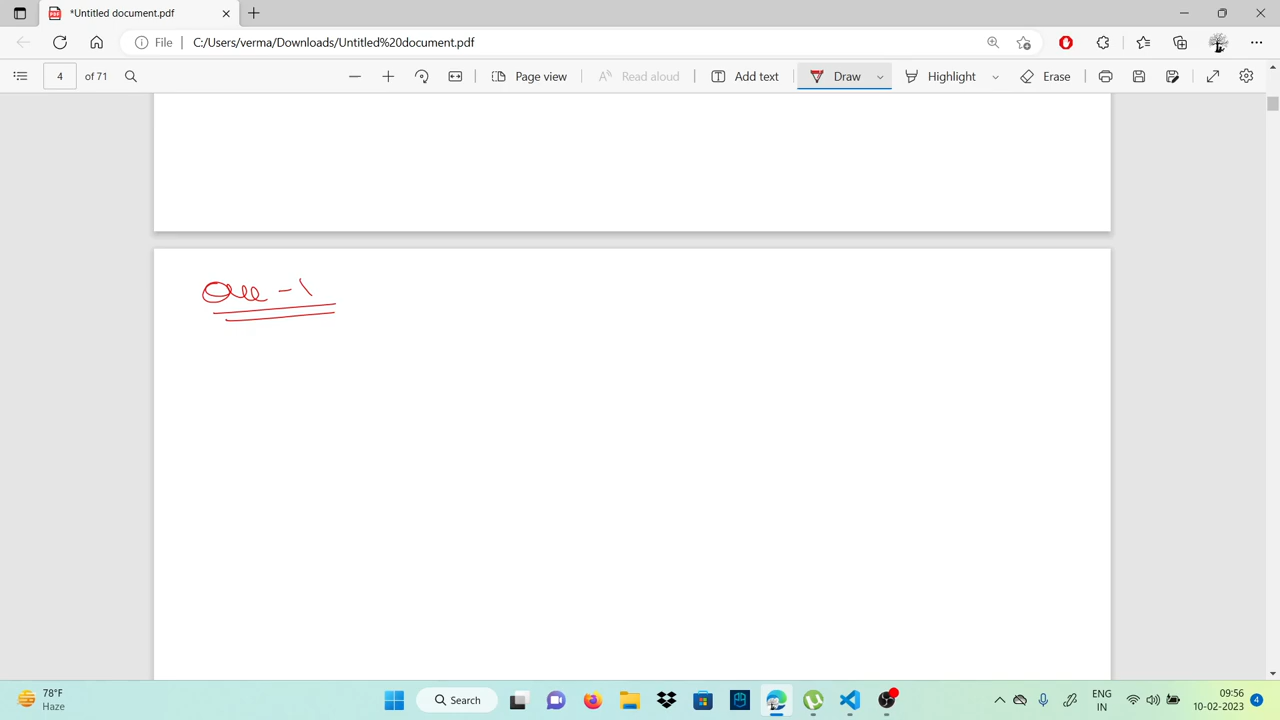 *Untitled document.pdf
File C:/Users/verma/Downloads/Untitled%20document.pdf
4 of 71 Page view Read aloud Add text Draw Highlight Erase
Que - 1
78°F
Haze
Search
ENG
IN
09:56
10-02-2023
4